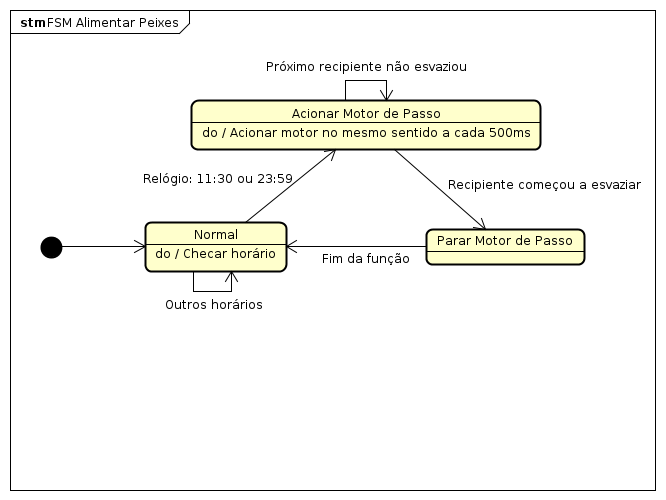 stm FSM Alimentar Peixes
Próximo recipiente não esvaziou
Acionar Motor de Passo
do / Acionar motor no mesmo sentido a cada 500ms
Relógio: 11:30 ou 23:59
Recipiente começou a esvaziar
Normal
do / Checar horário
Parar Motor de Passo
Fim da função
Outros horários